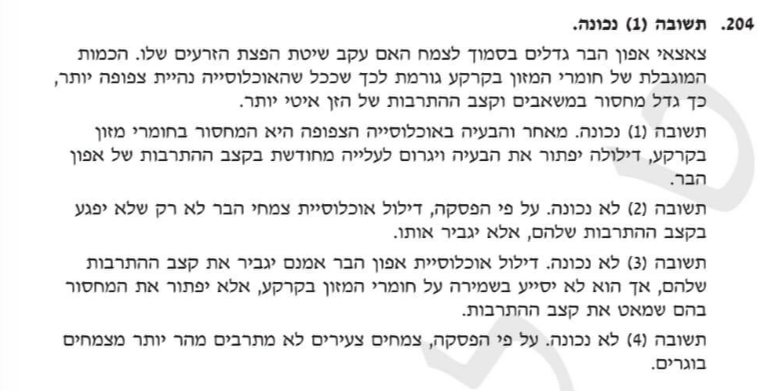 204. תשובה (1) נכונה.
צאצאי אפון הבר גדלים בסמוך לצמח האם עקב שיטת הפצת הזרעים שלו. הכמות
המוגבלת של חומרי המזון בקרקע גורמת לכך שככל שהאוכלוסייה נהיית צפופה יותר,
כך גדל מחסור במשאבים וקצב ההתרבות של הזן איטי יותר.
תשובה (1) נכונה. מאחר והבעיה באוכלוסייה הצפופה היא המחסור בחומרי מזון
בקרקע, דילולה יפתור את הבעיה ויגרום לעלייה מחודשת בקצב ההתרבות של אפון
הבר.
תשובה (2) לא נכונה. על פי הפסקה, דילול אוכלוסיית צמחי הבר לא רק שלא יפגע
בקצב ההתרבות שלהם, אלא יגביר אותו.
תשובה (3) לא נכונה. דילול אוכלוסיית אפון הבר אמנם יגביר את קצב ההתרבות
שלהם, אך הוא לא יסייע בשמירה על חומרי המזון בקרקע, אלא יפתור את המחסור
בהם שמאט את קצב ההתרבות.
תשובה (4) לא נכונה. על פי הפסקה, צמחים צעירים לא מתרבים מהר יותר מצמחים
בוגרים.